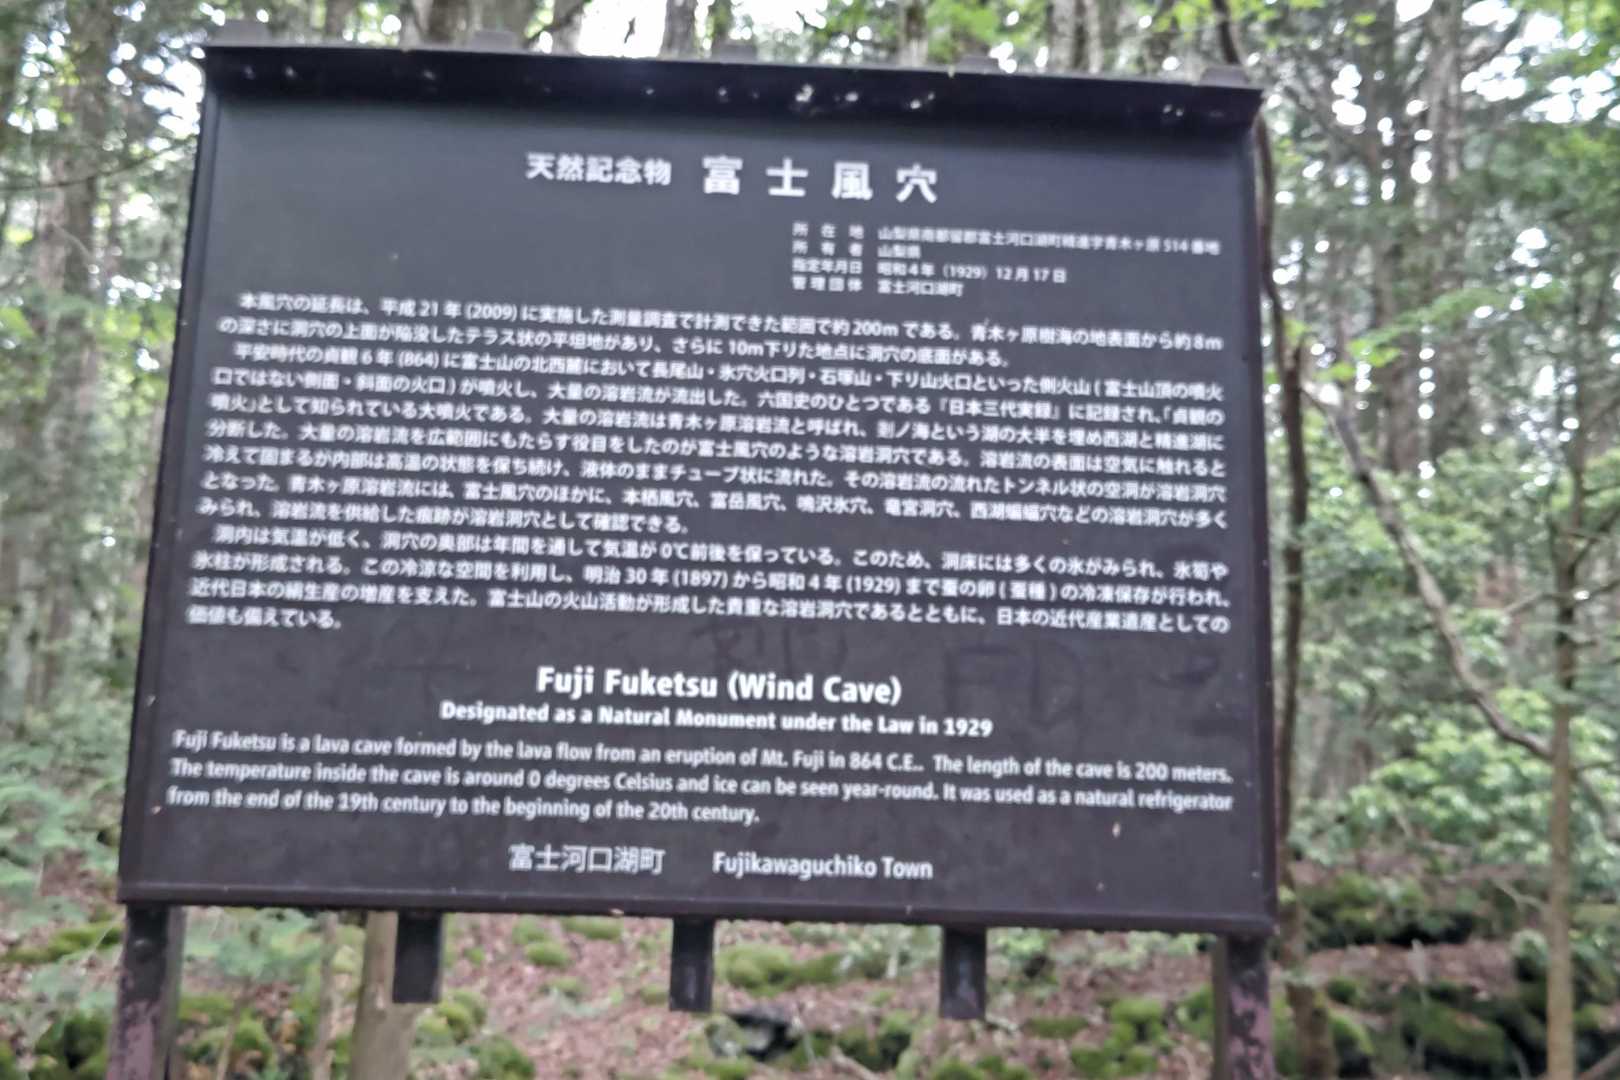 天然記念物 富士風穴
所在地 山梨県南都留郡富士河口湖町精進字青木ヶ原 514 番地
所有者 山梨県
指定年月日 昭和4年（1929）12月17日
管理団体 富士河口湖町
本風穴の延長は、平成21年(2009)に実施した測量調査で計測できた範囲で約200mである。青木ヶ原樹海の地表面から約8m
の深さに洞穴の上面が陥没したテラス状の平坦地があり、さらに10m下りた地点に洞穴の底面がある。
平安時代の貞観6年(864)に富士山の北西麓において長尾山・氷穴火口列・石塚山・下り山火口といった側火山(富士山頂の噴火
口ではない側面・斜面の火口)が噴火し、大量の溶岩流が流出した。六国史のひとつである『日本三代実録』に記録され、「貞観の
噴火」として知られている大噴火である。大量の溶岩流は青木ヶ原溶岩流と呼ばれ、剗ノ海という湖の大半を埋め西湖と精進湖に
分断した。大量の溶岩流を広範囲にもたらす役目をしたのが富士風穴のような溶岩洞穴である。溶岩流の表面は空気に触れると
冷えて固まるが内部は高温の状態を保ち続け、液体のままチューブ状に流れた。その溶岩流の流れたトンネル状の空洞が溶岩洞穴
となった。青木ヶ原溶岩流には、富士風穴のほかに、本栖風穴、富岳風穴、鳴沢氷穴、竜宮洞穴、西湖蝙蝠穴などの溶岩洞穴が多く
みられ、溶岩流を供給した痕跡が溶岩洞穴として確認できる。
洞内は気温が低く、洞穴の奥部は年間を通して気温が0℃前後を保っている。このため、洞床には多くの氷がみられ、氷筍や
氷柱が形成される。この冷涼な空間を利用し、明治30年(1897)から昭和4年(1929)まで蚕の卵(蚕種)の冷凍保存が行われ、
近代日本の絹生産の増産を支えた。富士山の火山活動が形成した貴重な溶岩洞穴であるとともに、日本の近代産業遺産としての
価値も備えている。
Fuji Fuketsu (Wind Cave)
Designated as a Natural Monument under the Law in 1929
Fuji Fuketsu is a lava cave formed by the lava flow from an eruption of Mt. Fuji in 864 C.E.. The length of the cave is 200 meters.
The temperature inside the cave is around 0 degrees Celsius and ice can be seen year-round. It was used as a natural refrigerator
from the end of the 19th century to the beginning of the 20th century.
富士河口湖町 Fujikawaguchiko Town